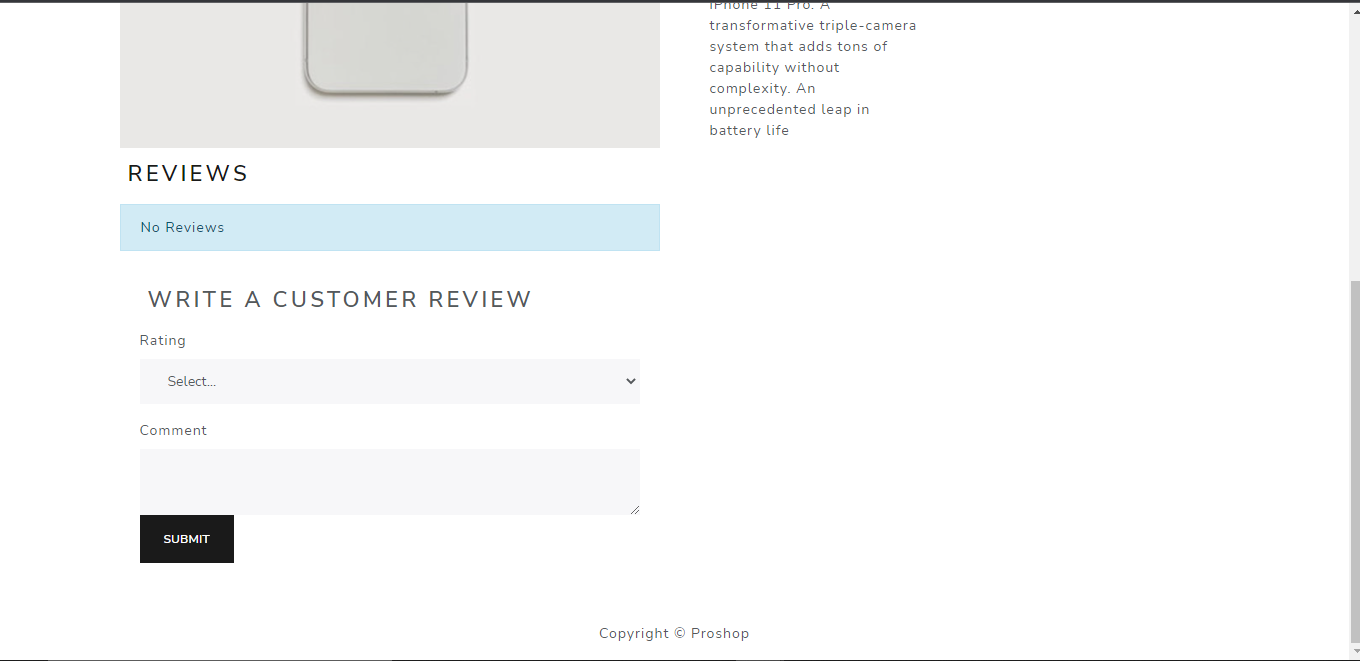 iPhone 11 Pro. A
transformative triple-camera
system that adds tons of
capability without
complexity. An
unprecedented leap in
battery life
REVIEWS
No Reviews
WRITE A CUSTOMER REVIEW
Rating
Select...
Comment
SUBMIT
Copyright © Proshop